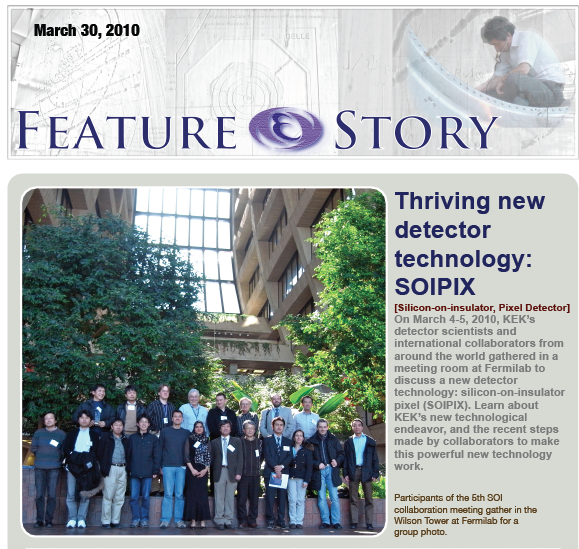 March 30, 2010
FEATURE STORY
Thriving new
detector
technology:
SOIPIX
[Silicon-on-insulator, Pixel Detector]
On March 4-5, 2010, KEK's
detector scientists and
international collaborators from
around the world gathered in a
meeting room at Fermilab to
discuss a new detector
technology: silicon-on-insulator
pixel (SOIPIX). Learn about
KEK's new technological
endeavor, and the recent steps
made by collaborators to make
this powerful new technology
work.
Participants of the 5th SOI
collaboration meeting gather in the
Wilson Tower at Fermilab for a
group photo.